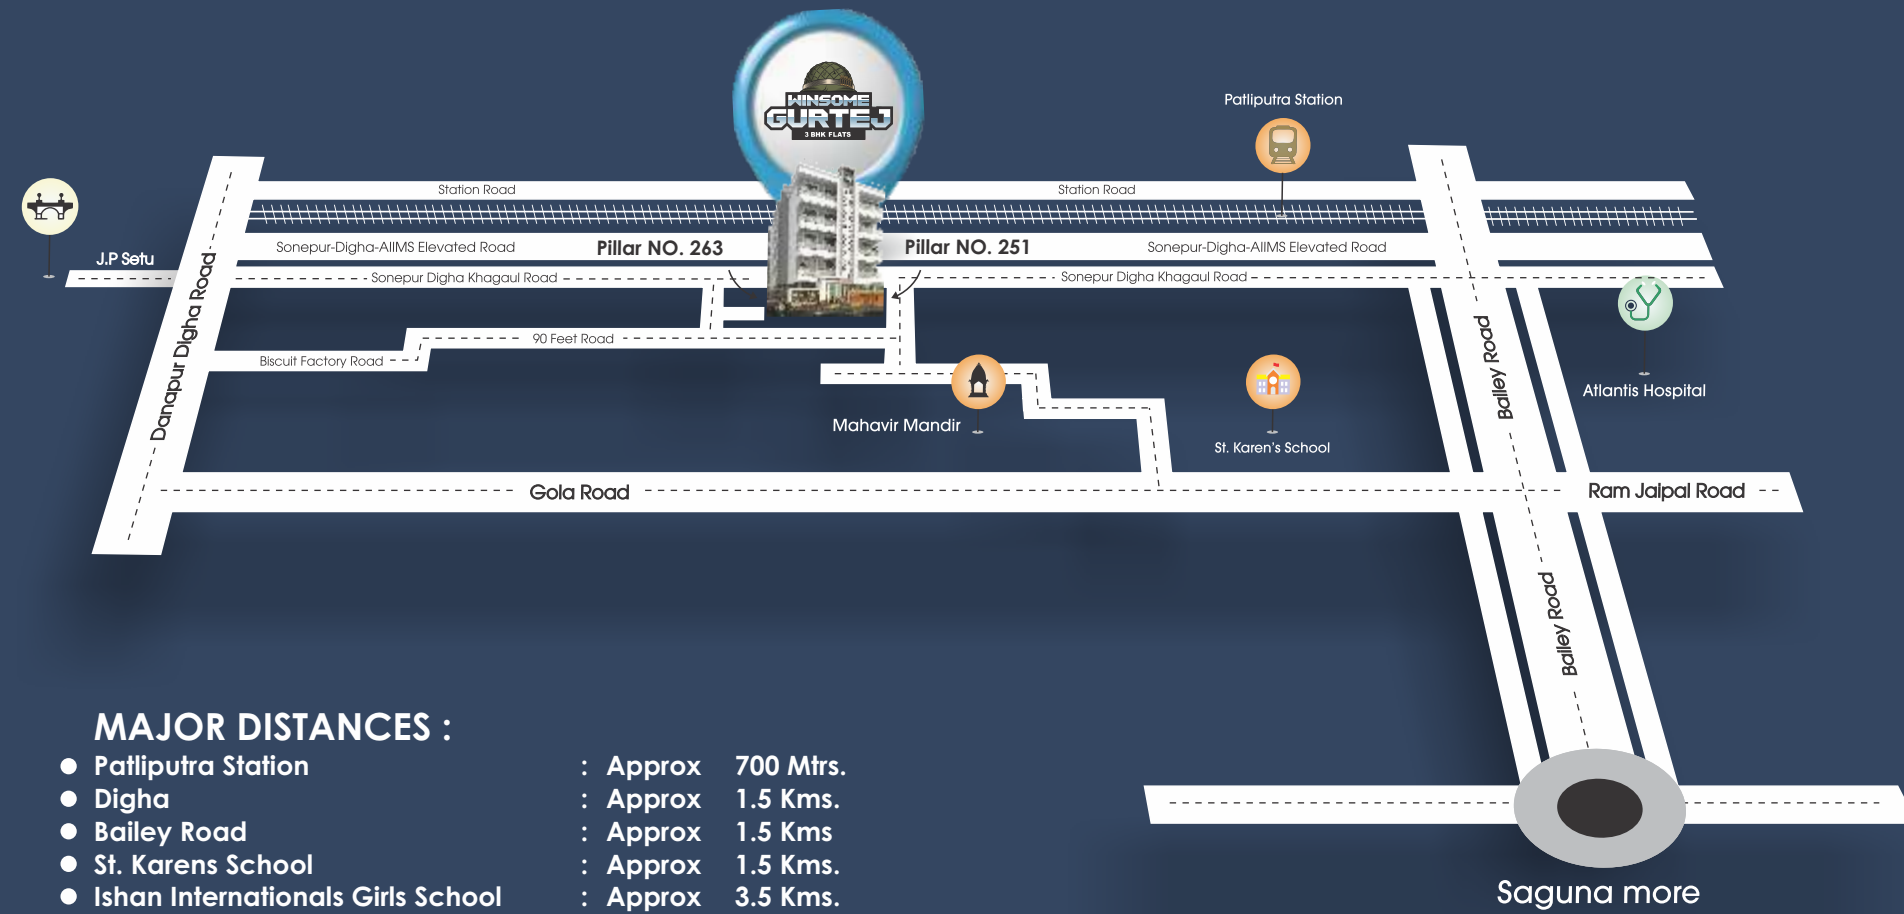 WINSOME
GURTEJ
3 BHK FLATS
Patliputra Station
Station Road
Station Road
J.P Setu
Sonepur-Digha-AIIMS Elevated Road
Pillar NO. 263
Pillar NO. 251
Sonepur-Digha-AIIMS Elevated Road
Sonepur Digha Khagaul Road
Sonepur Digha Khagaul Road
Danapur Digha Road
90 Feet Road
Biscuit Factory Road
Bailey Road
Atlantis Hospital
Mahavir Mandir
St. Karen's School
Gola Road
Ram Jaipal Road
Bailey Road
MAJOR DISTANCES :
Patliputra Station : Approx 700 Mtrs.
Digha : Approx 1.5 Kms.
Bailey Road : Approx 1.5 Kms
St. Karens School : Approx 1.5 Kms.
Ishan Internationals Girls School : Approx 3.5 Kms.
Saguna more